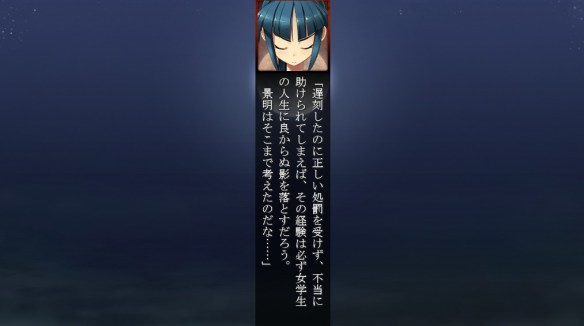 「遅刻したのに正しい処罰を受けず、不当に
助けられてしまえば、その経験は必ず女学生
の人生に良からぬ影を落とすだろう。
景明はそこまで考えたのだな……」